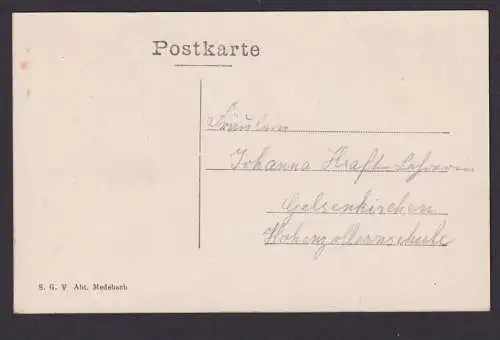 Postkarte
Fräulein
Johanna Kraft Lehrerin
Gelsenkirchen
Hohenzollernschule
S. G. V Abt. Medebach